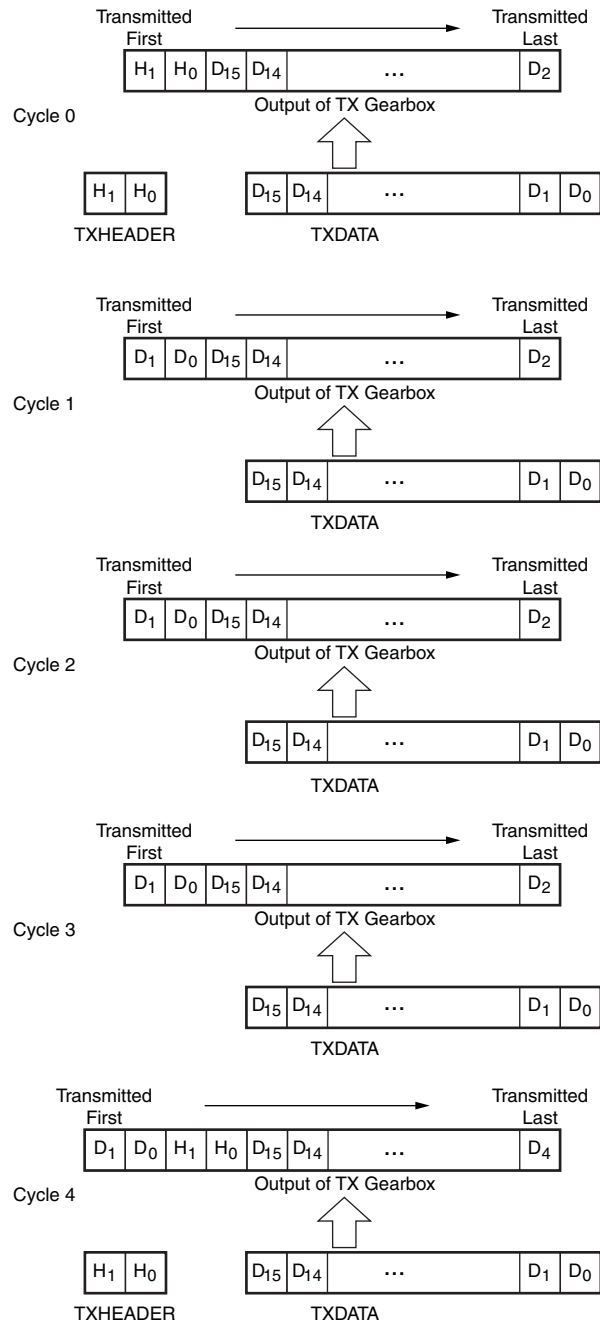 Transmitted First Transmitted Last
H1 H0 D15 D14 ... D2
Cycle 0
Output of TX Gearbox
H1 H0 D15 D14 ... D1 D0
TXHEADER TXDATA
Transmitted First Transmitted Last
D1 D0 D15 D14 ... D2
Cycle 1
Output of TX Gearbox
D15 D14 ... D1 D0
TXDATA
Transmitted First Transmitted Last
D1 D0 D15 D14 ... D2
Cycle 2
Output of TX Gearbox
D15 D14 ... D1 D0
TXDATA
Transmitted First Transmitted Last
D1 D0 D15 D14 ... D2
Cycle 3
Output of TX Gearbox
D15 D14 ... D1 D0
TXDATA
Transmitted First Transmitted Last
D1 D0 H1 H0 D15 D14 ... D4
Cycle 4
Output of TX Gearbox
H1 H0 D15 D14 ... D1 D0
TXHEADER TXDATA